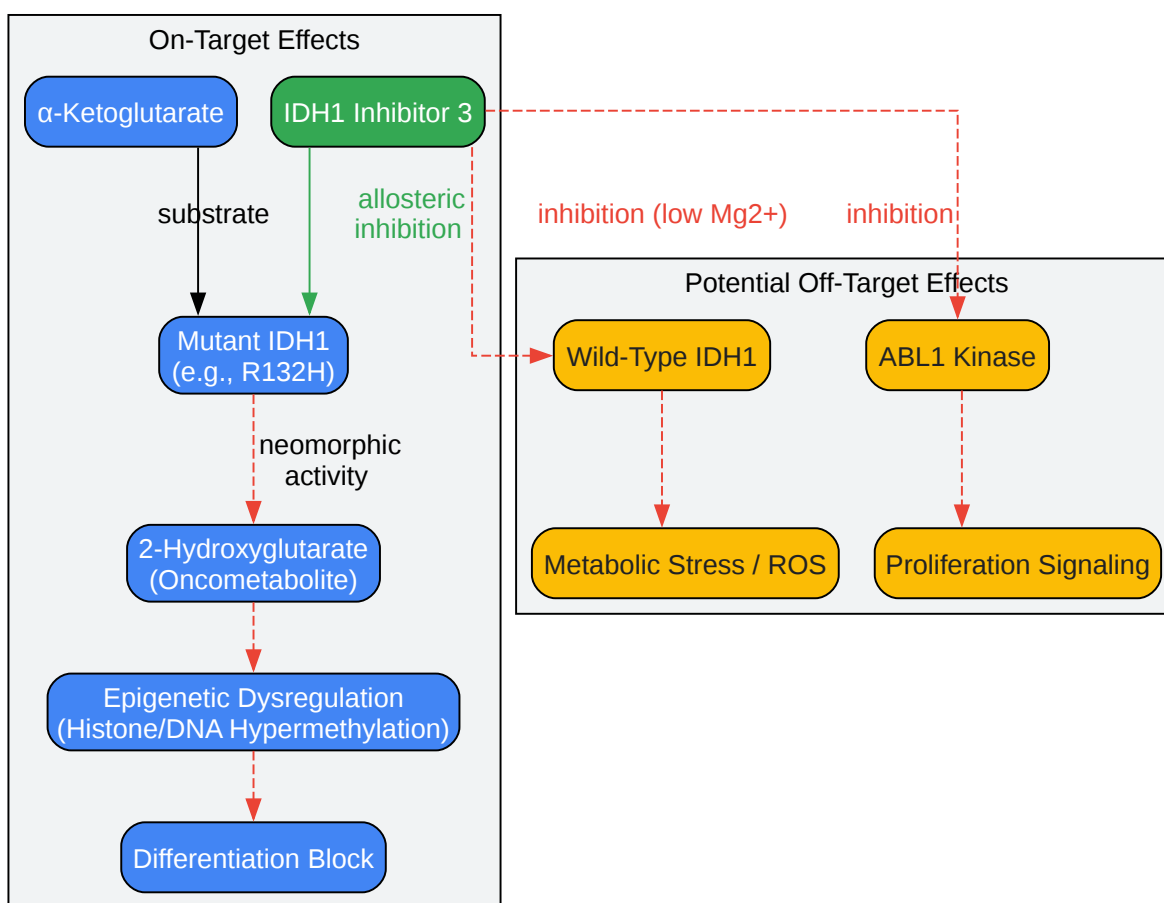 On-Target Effects
α-Ketoglutarate
IDH1 Inhibitor 3
substrate
allosteric
inhibition
inhibition (low Mg2+)
inhibition
Potential Off-Target Effects
Mutant IDH1
(e.g., R132H)
Wild-Type IDH1
ABL1 Kinase
neomorphic
activity
2-Hydroxyglutarate
(Oncometabolite)
Metabolic Stress / ROS
Proliferation Signaling
Epigenetic Dysregulation
(Histone/DNA Hypermethylation)
Differentiation Block